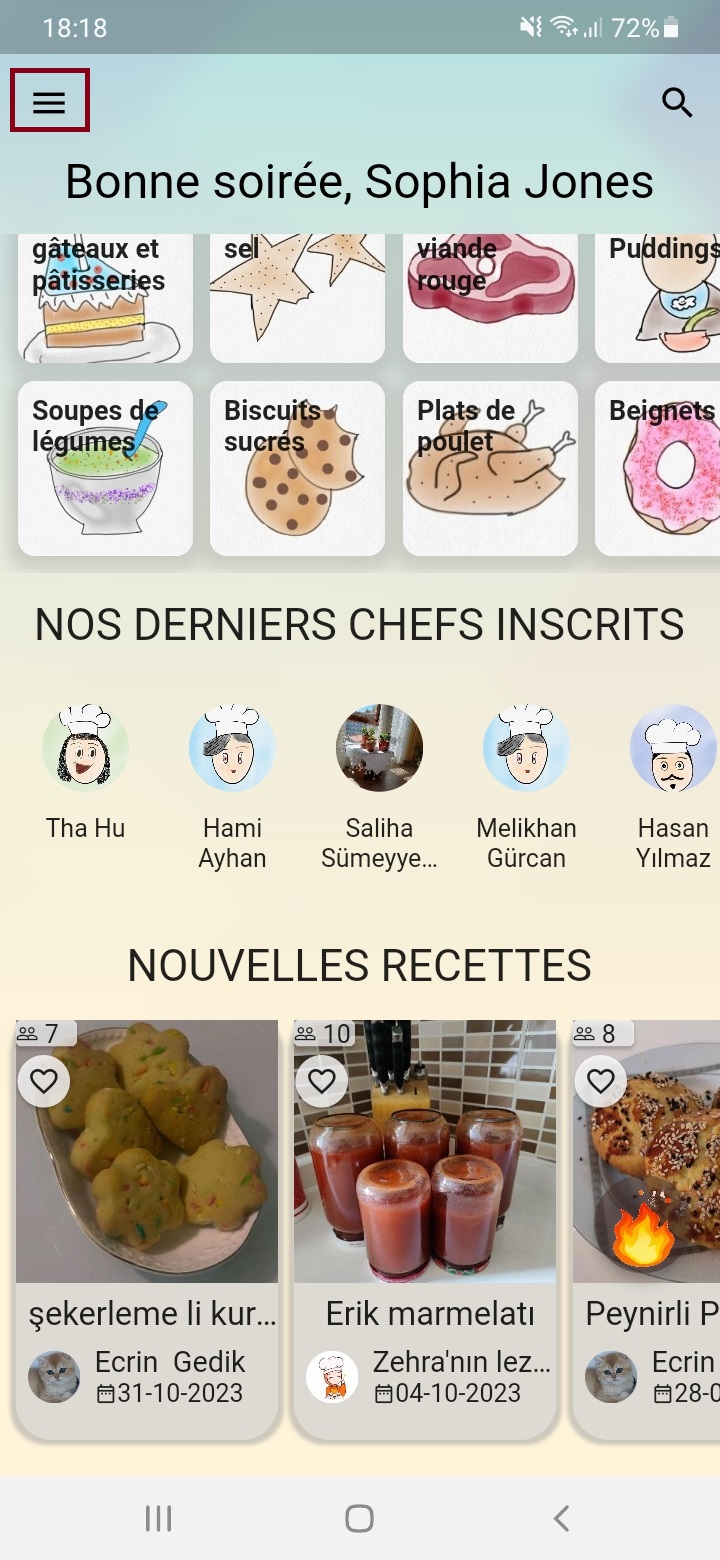 18:18
72%
Bonne soirée, Sophia Jones
gâteaux et
pâtisseries
sel
viande
rouge
Puddings
Soupes de
légumes
Biscuits
sucrés
Plats de
poulet
Beignets
NOS DERNIERS CHEFS INSCRITS
Tha Hu
Hami
Ayhan
Saliha
Sümeyye...
Melikhan
Gürcan
Hasan
Yılmaz
NOUVELLES RECETTES
7
10
8
şekerleme li kur...
Erik marmelatı
Peynirli P
Ecrin  Gedik
31-10-2023
Zehra'nın lez...
04-10-2023
Ecrin
28-0